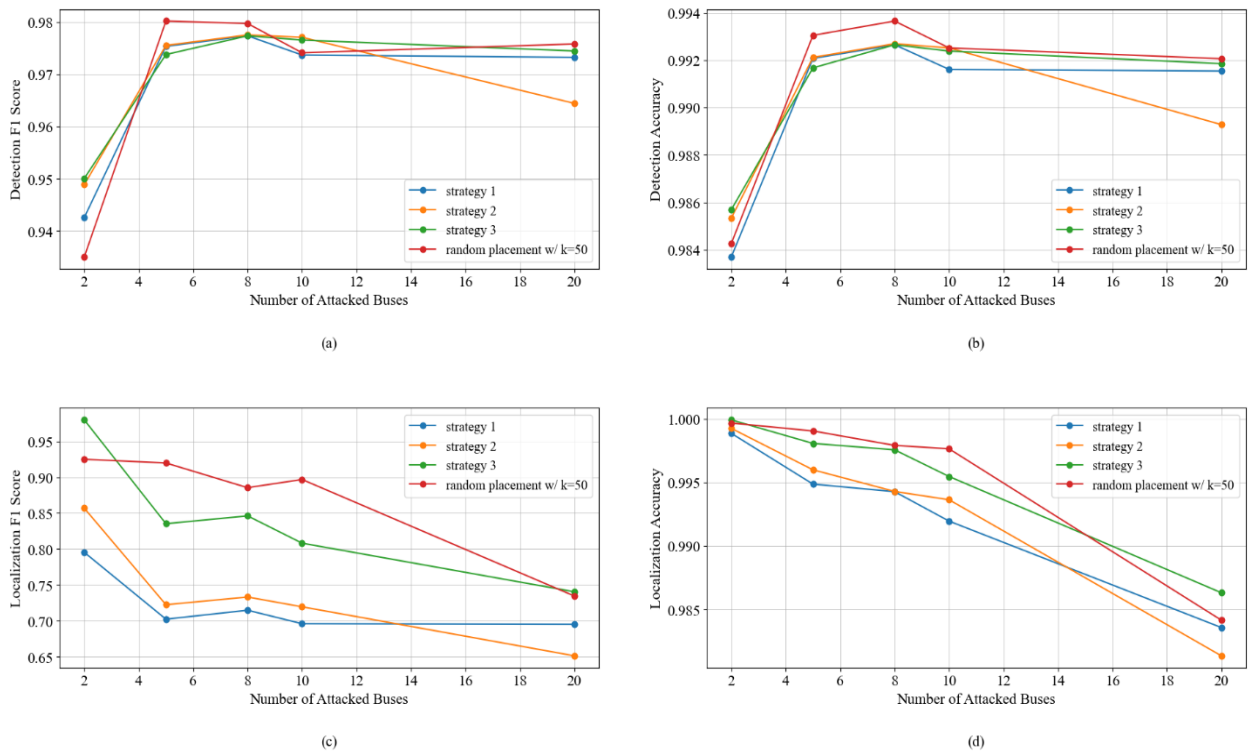 0.98
0.97
0.96
0.95
0.94
Detection F1 Score
strategy 1
strategy 2
strategy 3
random placement w/ k=50
2 4 6 8 10 12 14 16 18 20
Number of Attacked Buses
(a)
0.994
0.992
0.990
0.988
0.986
0.984
Detection Accuracy
strategy 1
strategy 2
strategy 3
random placement w/ k=50
2 4 6 8 10 12 14 16 18 20
Number of Attacked Buses
(b)
0.95
0.90
0.85
0.80
0.75
0.70
0.65
Localization F1 Score
strategy 1
strategy 2
strategy 3
random placement w/ k=50
2 4 6 8 10 12 14 16 18 20
Number of Attacked Buses
(c)
1.000
0.995
0.990
0.985
Localization Accuracy
strategy 1
strategy 2
strategy 3
random placement w/ k=50
2 4 6 8 10 12 14 16 18 20
Number of Attacked Buses
(d)